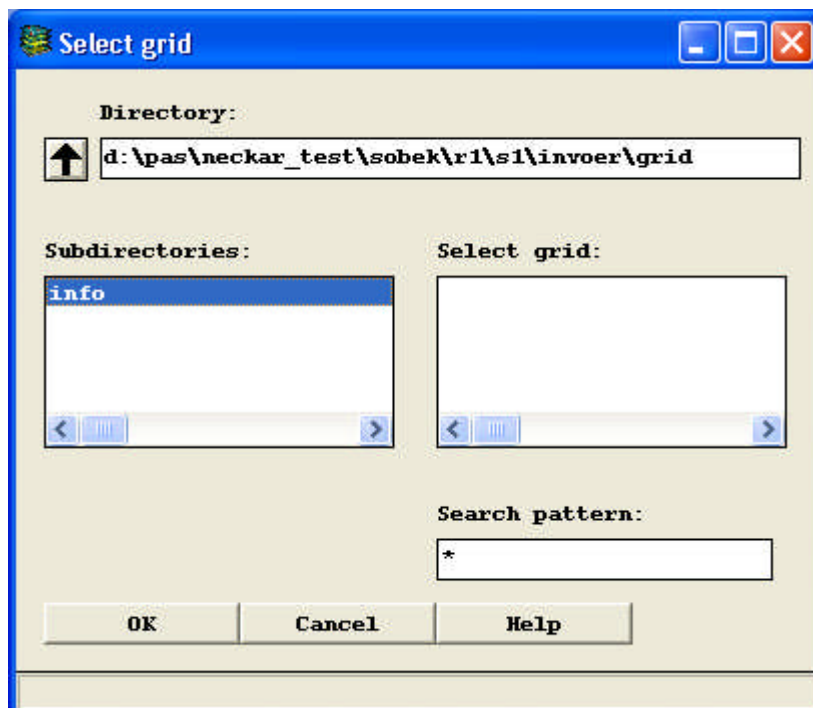 Select grid
Directory:
d:\pas\neckar_test\sobek\r1\s1\invoer\grid
Subdirectories:
Select grid:
info
Search pattern:
*
OK
Cancel
Help